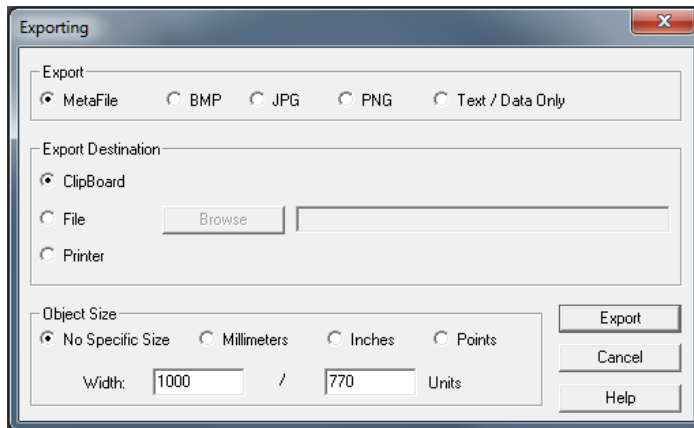 Exporting
Export
MetaFile BMP JPG PNG Text / Data Only
Export Destination
ClipBoard
File Browse
Printer
Object Size
No Specific Size Millimeters Inches Points
Width: 1000 / 770 Units
Export
Cancel
Help